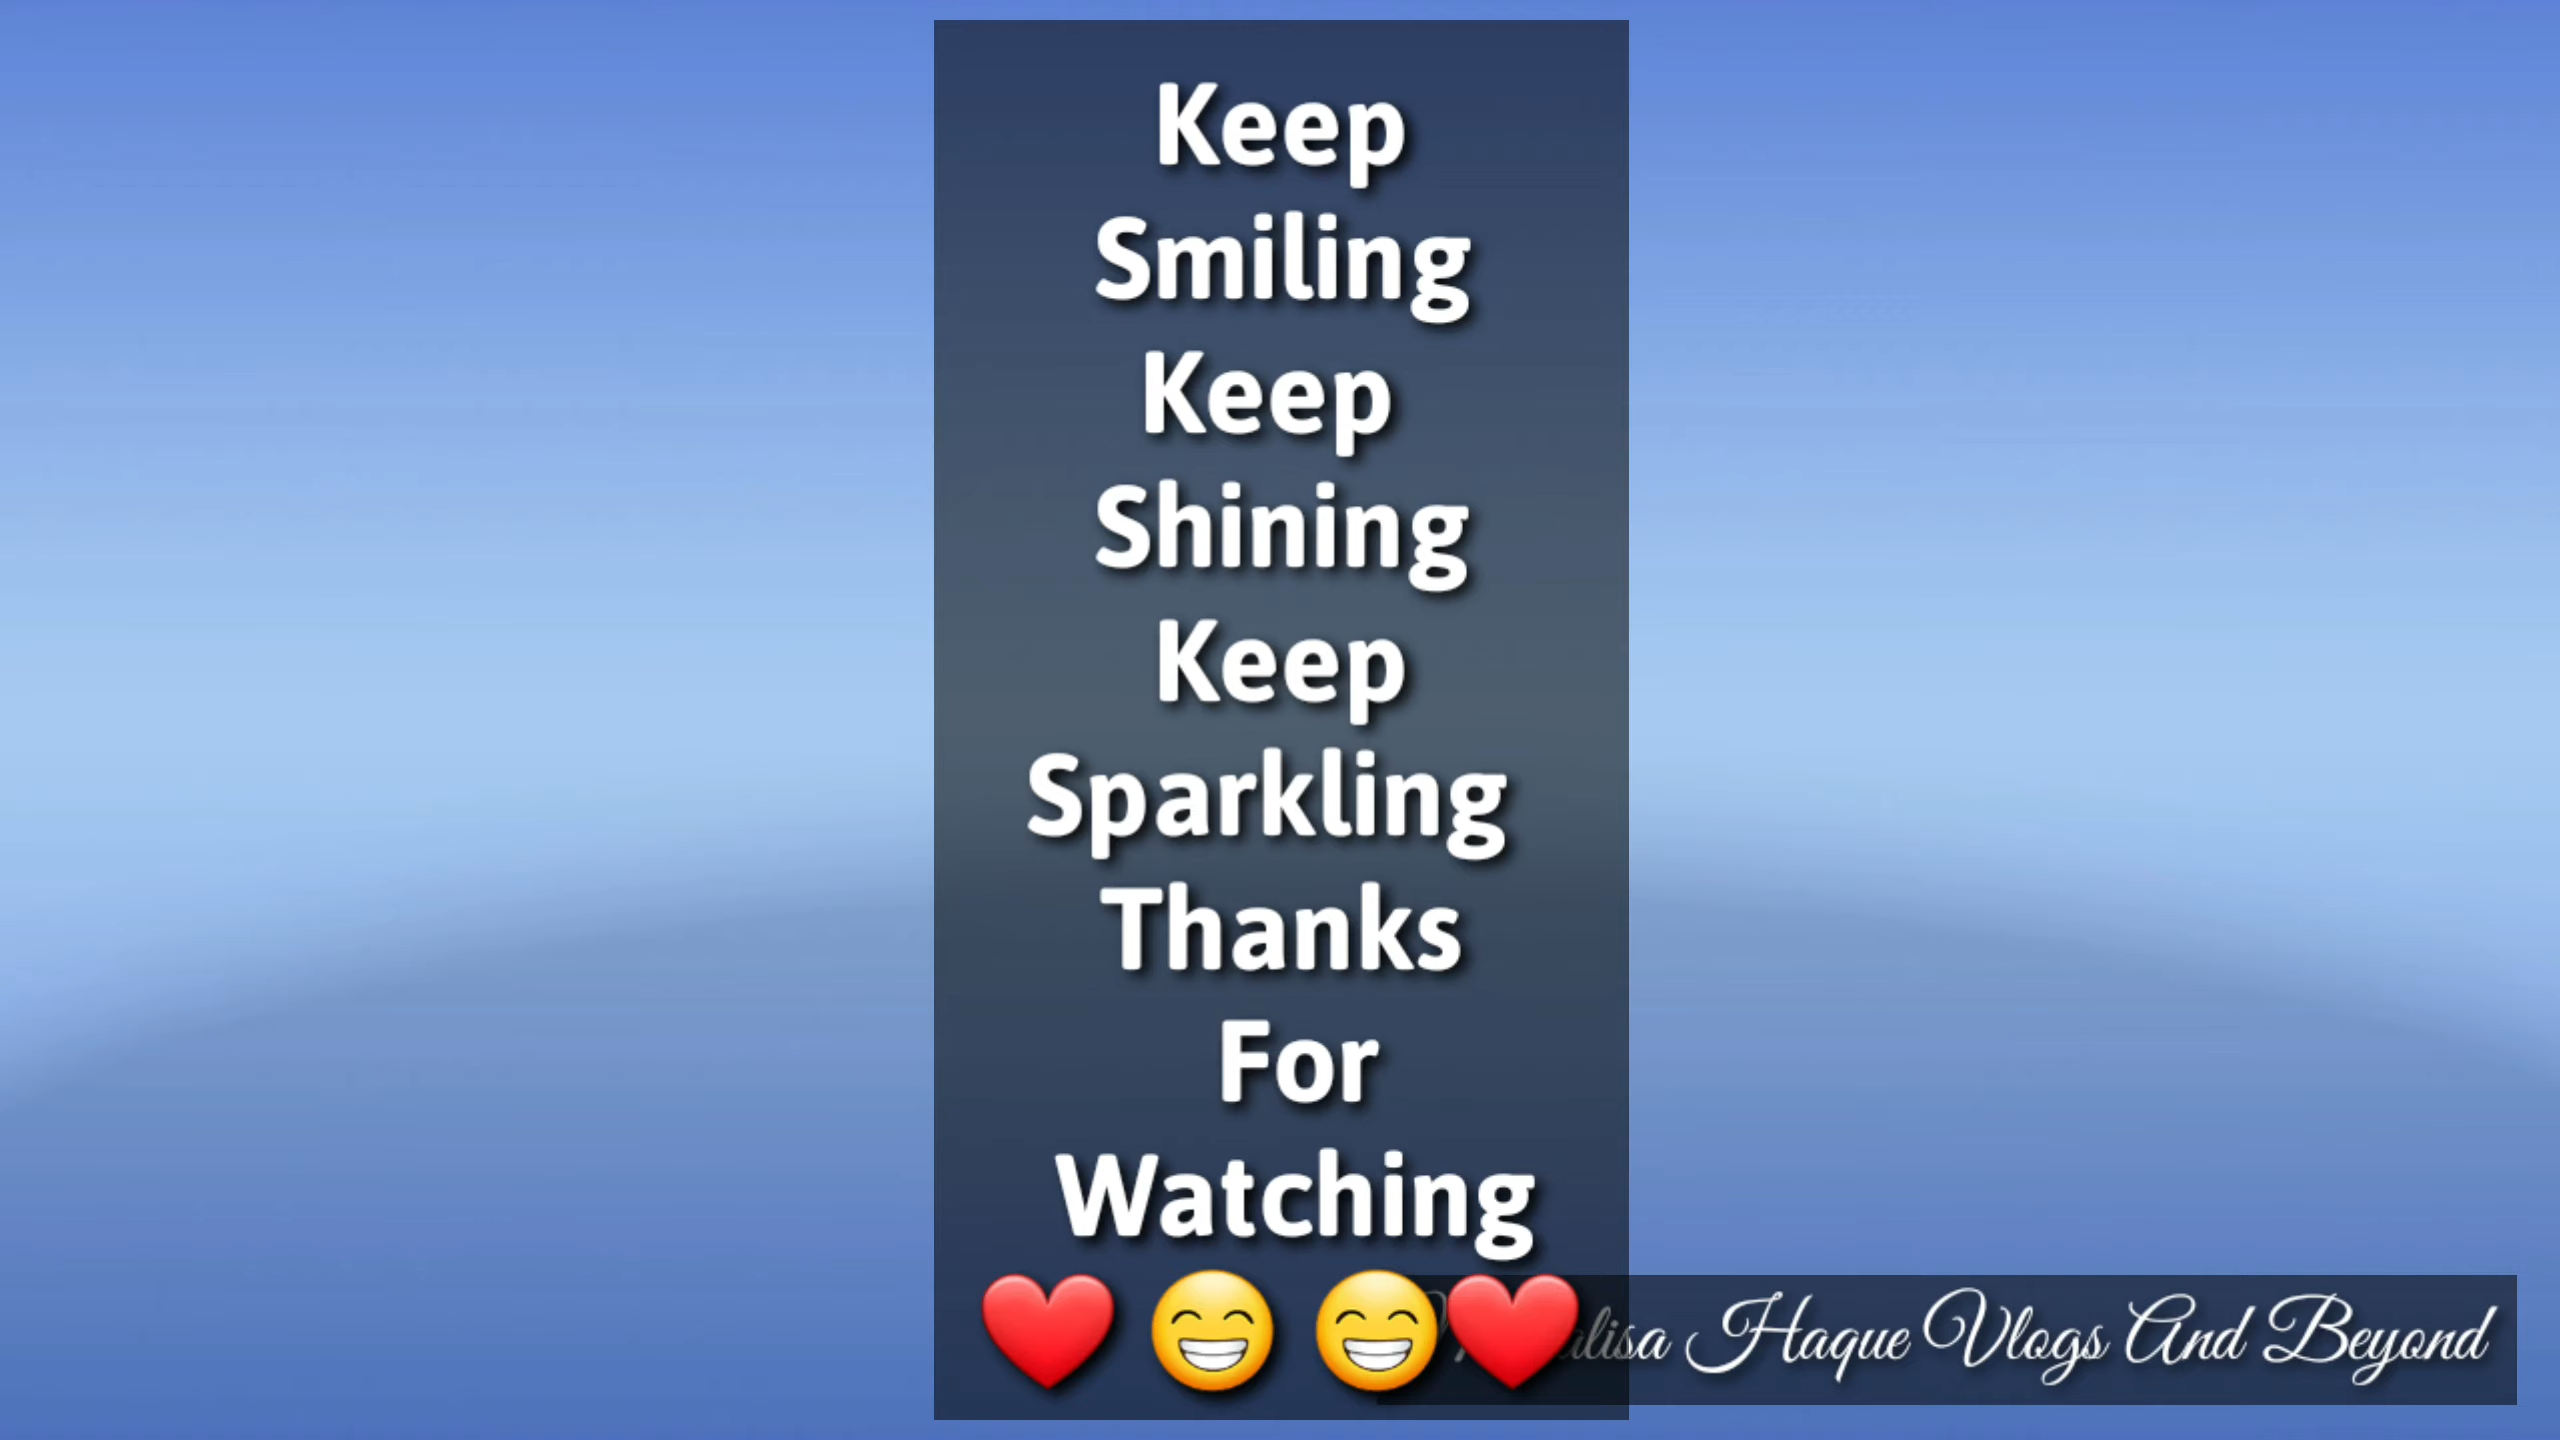 Keep
Smiling
Keep
Shining
Keep
Sparkling
Thanks
For
Watching
❤️ 😁 😁❤️
Haque Vlogs And Beyond